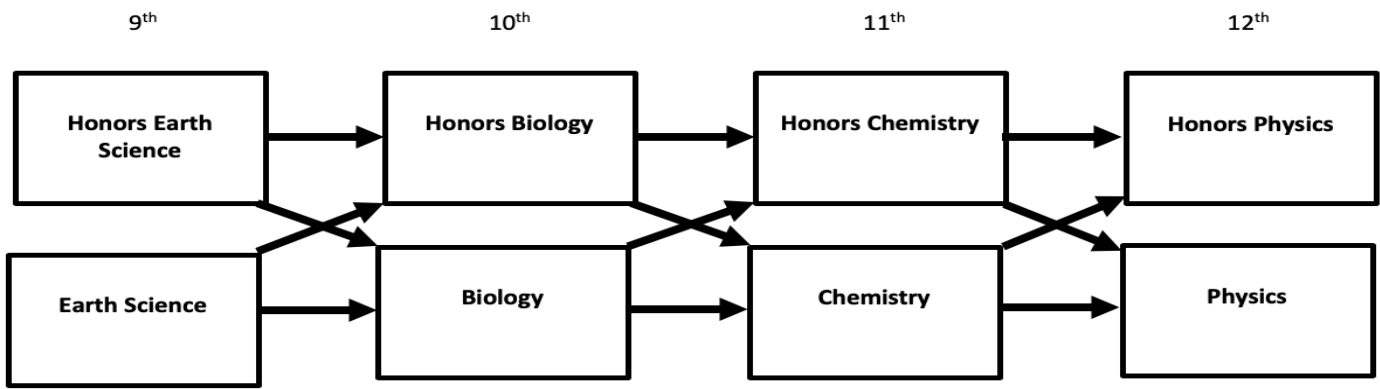 9th
10th
11th
12th
Honors Earth
Science
Honors Biology
Honors Chemistry
Honors Physics
Earth Science
Biology
Chemistry
Physics